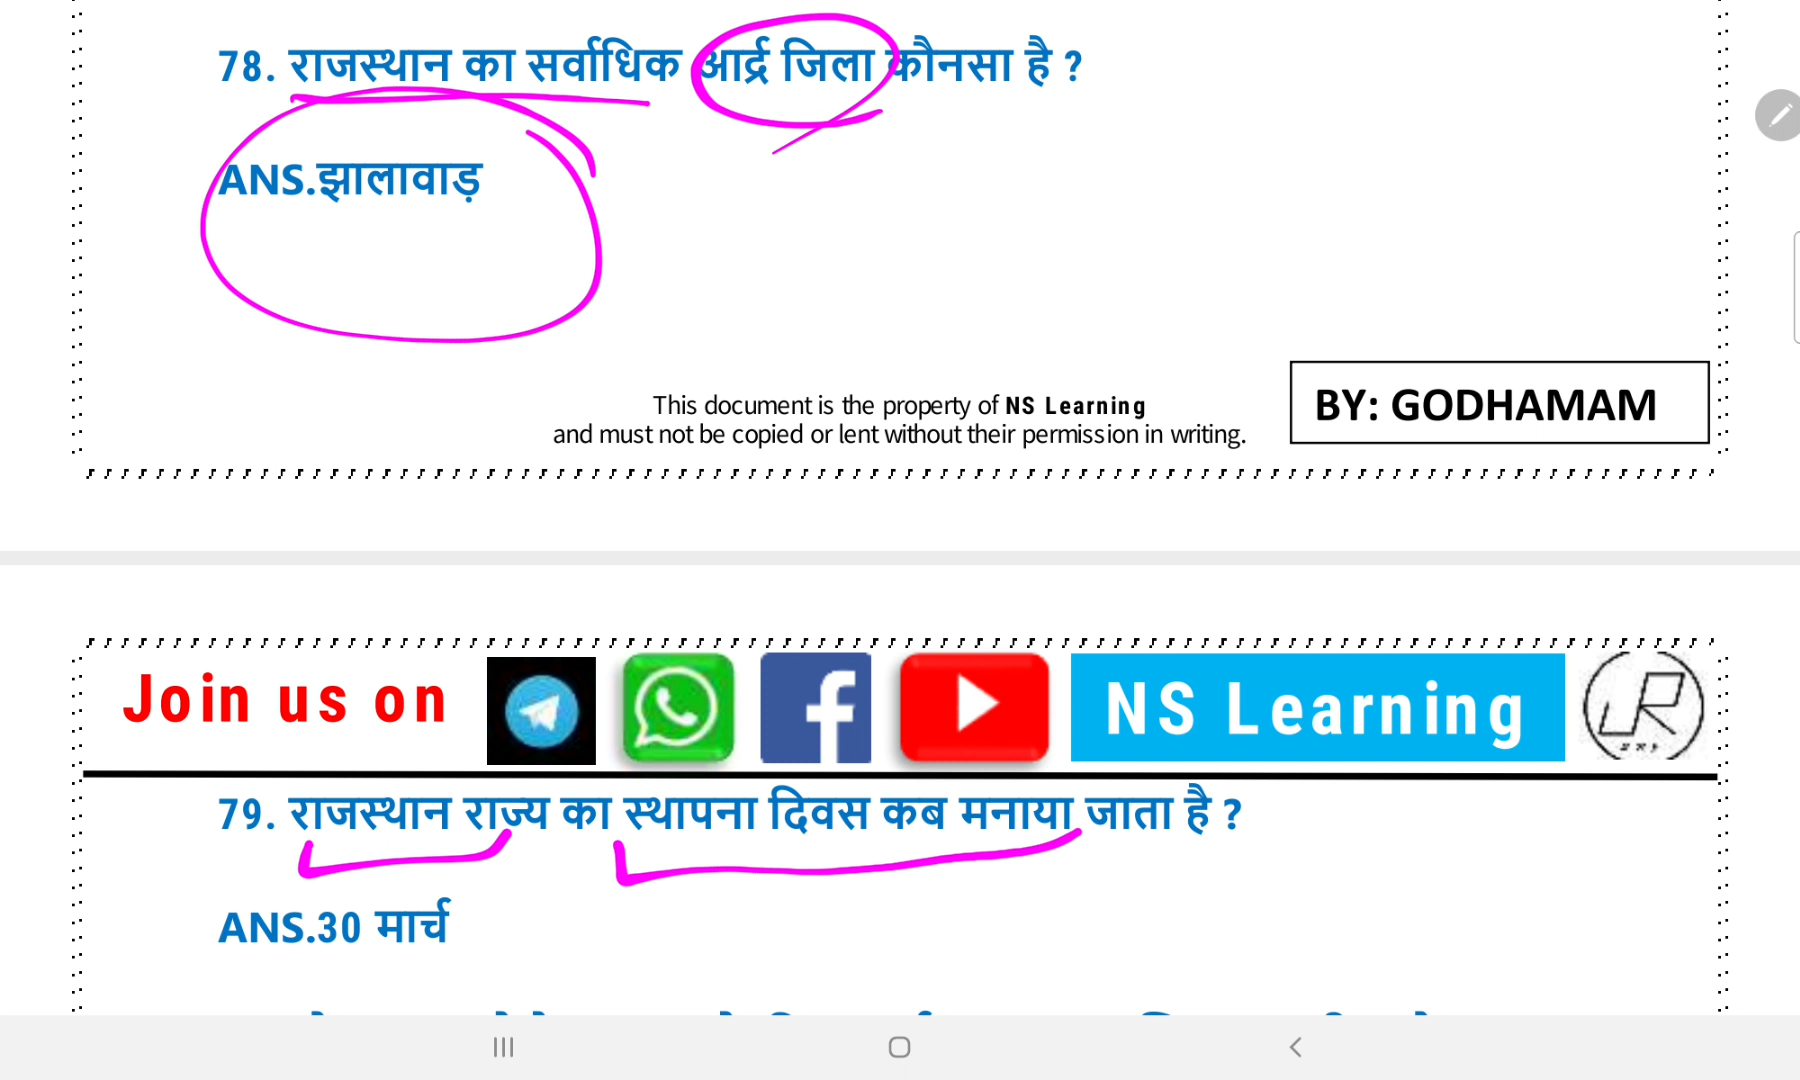 78. राजस्थान का सर्वाधिक आर्द्र जिला कौनसा है ?
ANS.झालावाड़
This document is the property of NS Learning
and must not be copied or lent without their permission in writing.
BY: GODHAMAM
Join us on
NS Learning
79. राजस्थान राज्य का स्थापना दिवस कब मनाया जाता है ?
ANS.30 मार्च